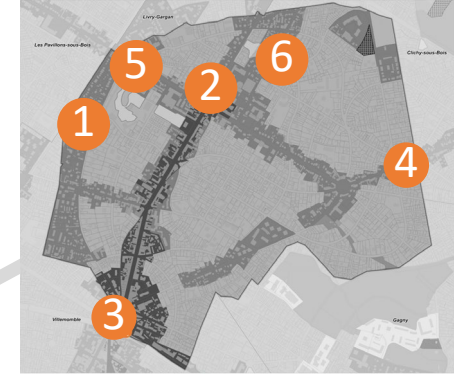 Livry-Gargan
Les Pavillons-sous-Bois
Clichy-sous-Bois
5
6
2
1
4
3
Villemomble
Gagny